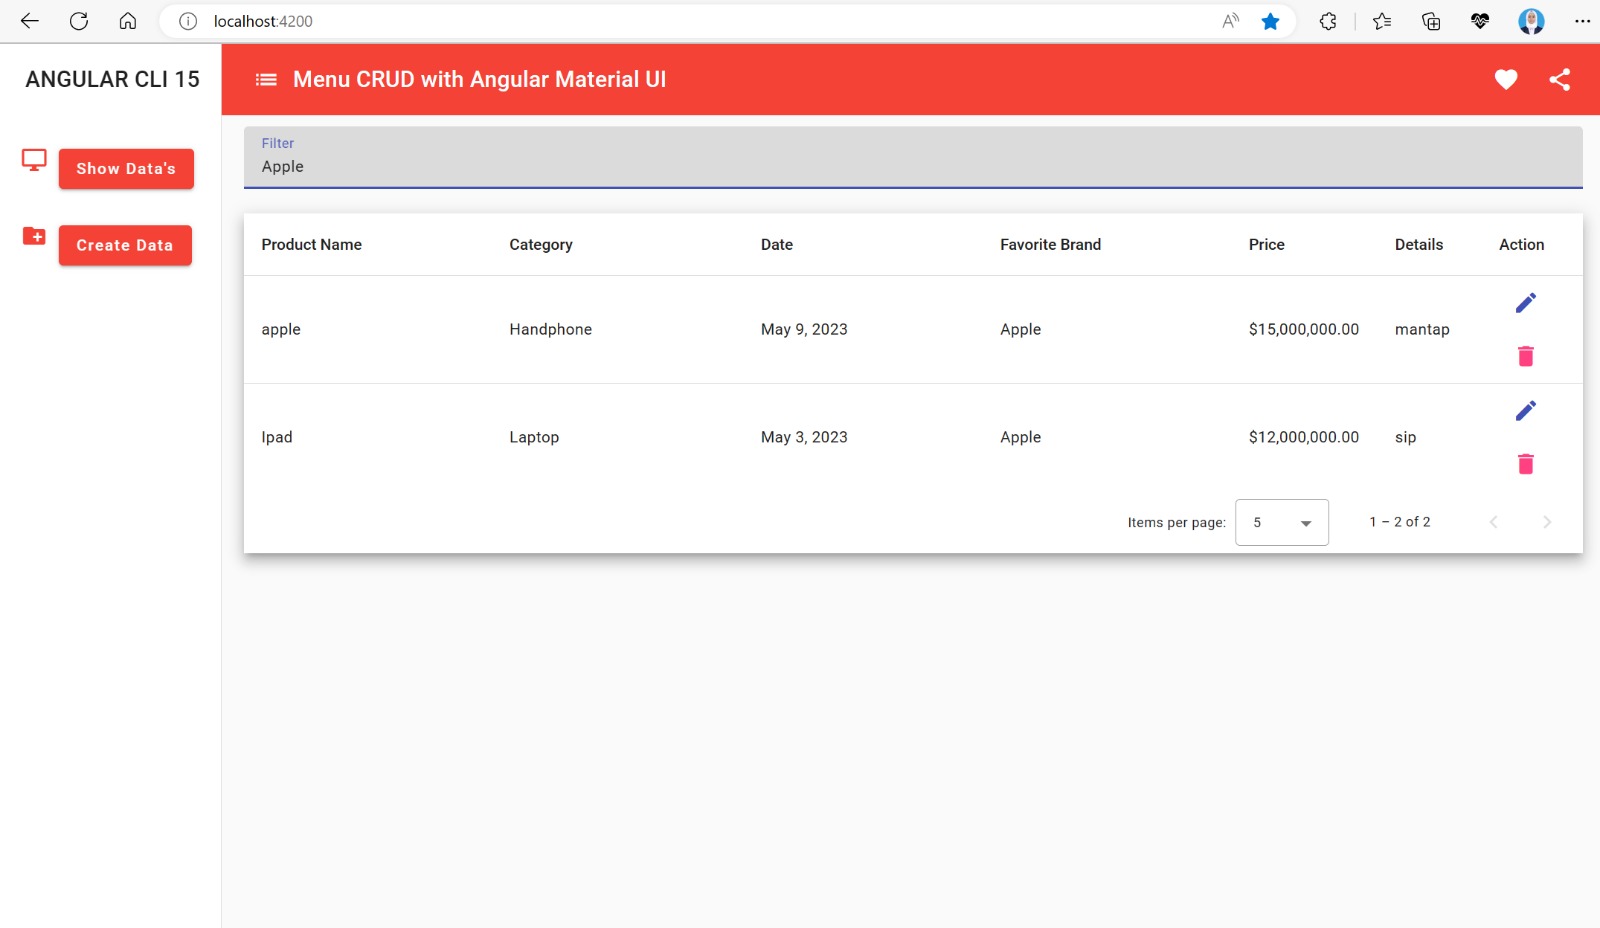 localhost:4200
ANGULAR CLI 15
Menu CRUD with Angular Material UI
Show Data's
Create Data
Filter
Apple
Product Name Category Date Favorite Brand Price Details Action
apple Handphone May 9, 2023 Apple $15,000,000.00 mantap
Ipad Laptop May 3, 2023 Apple $12,000,000.00 sip
Items per page: 5 1 – 2 of 2